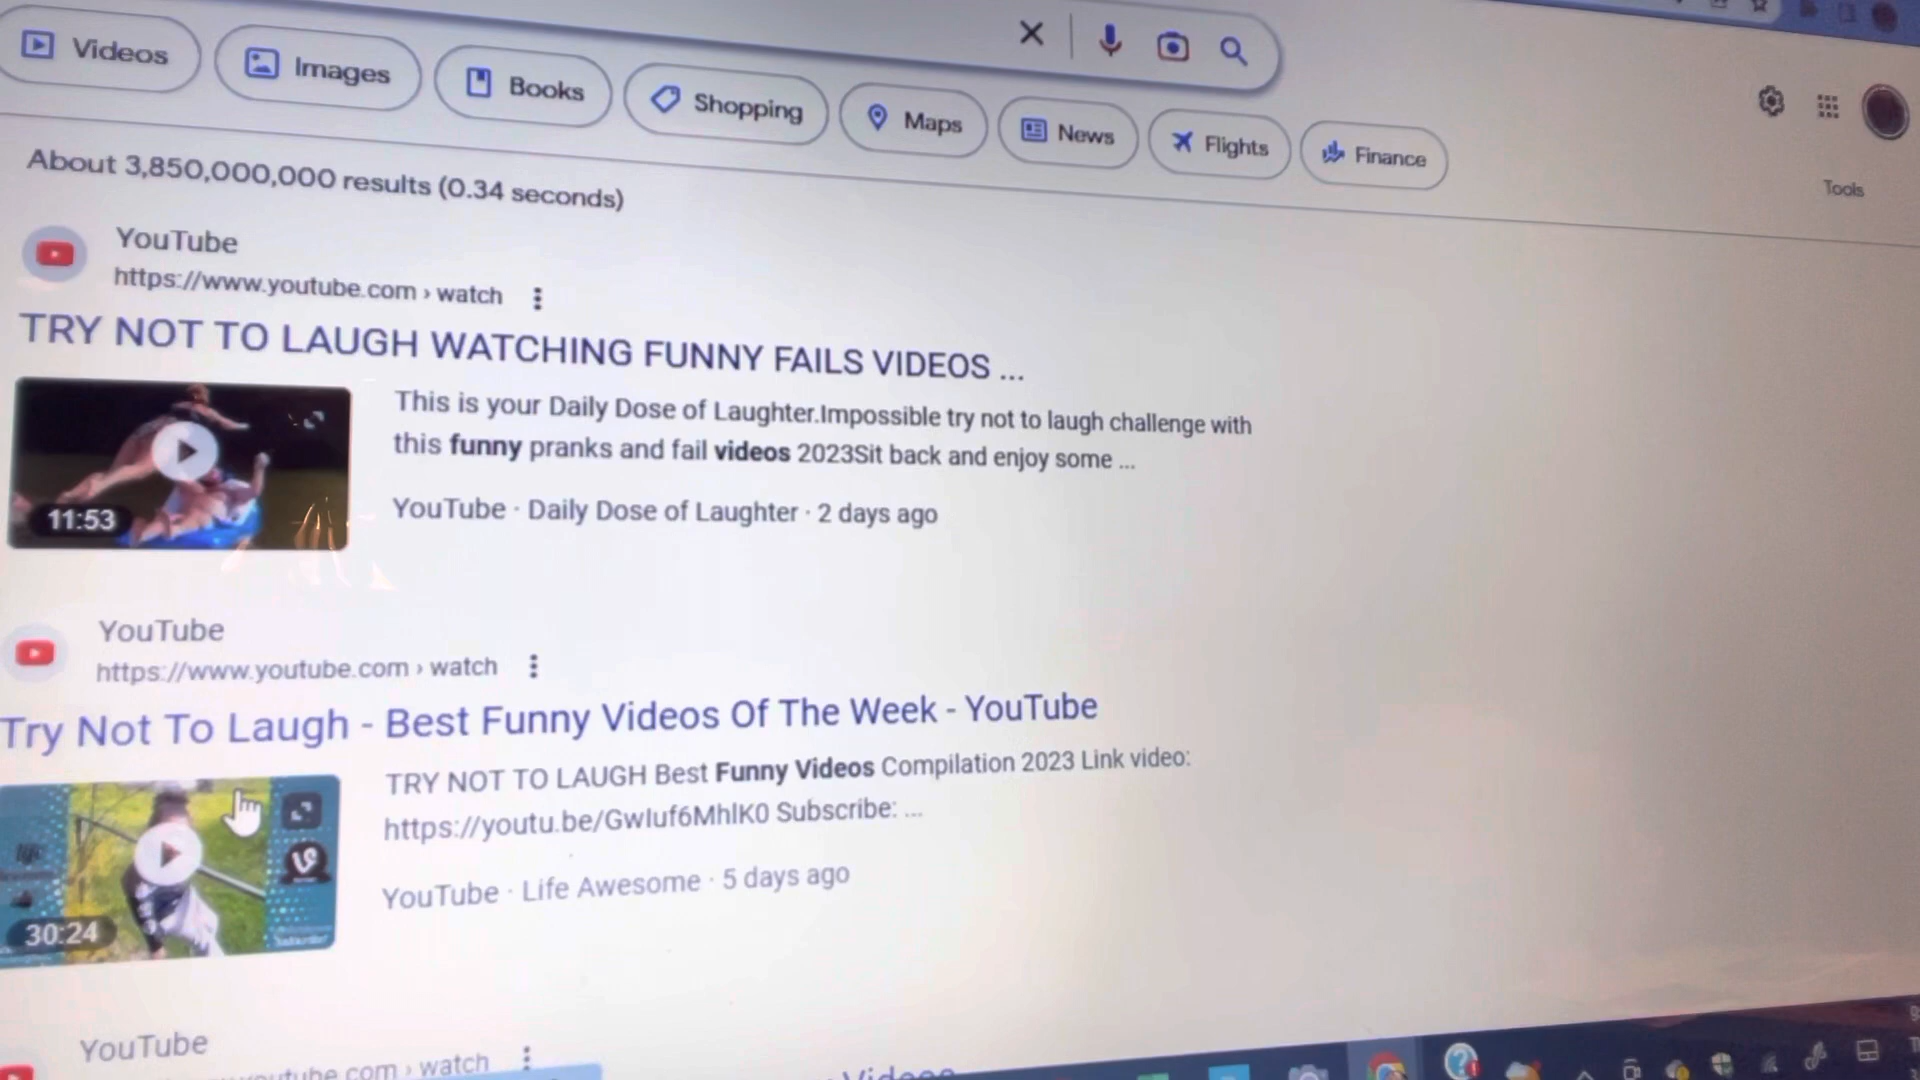 Videos
Images
Books
Shopping
Maps
News
Flights
Finance
Tools
About 3,850,000,000 results (0.34 seconds)
YouTube
https://www.youtube.com › watch
TRY NOT TO LAUGH WATCHING FUNNY FAILS VIDEOS ...
11:53
This is your Daily Dose of Laughter.Impossible try not to laugh challenge with
this funny pranks and fail videos 2023Sit back and enjoy some ...
YouTube · Daily Dose of Laughter · 2 days ago
YouTube
https://www.youtube.com › watch
Try Not To Laugh - Best Funny Videos Of The Week - YouTube
30:24
TRY NOT TO LAUGH Best Funny Videos Compilation 2023 Link video:
https://youtu.be/GwIuf6MhlK0 Subscribe: ...
YouTube · Life Awesome · 5 days ago
YouTube
watch
Videos